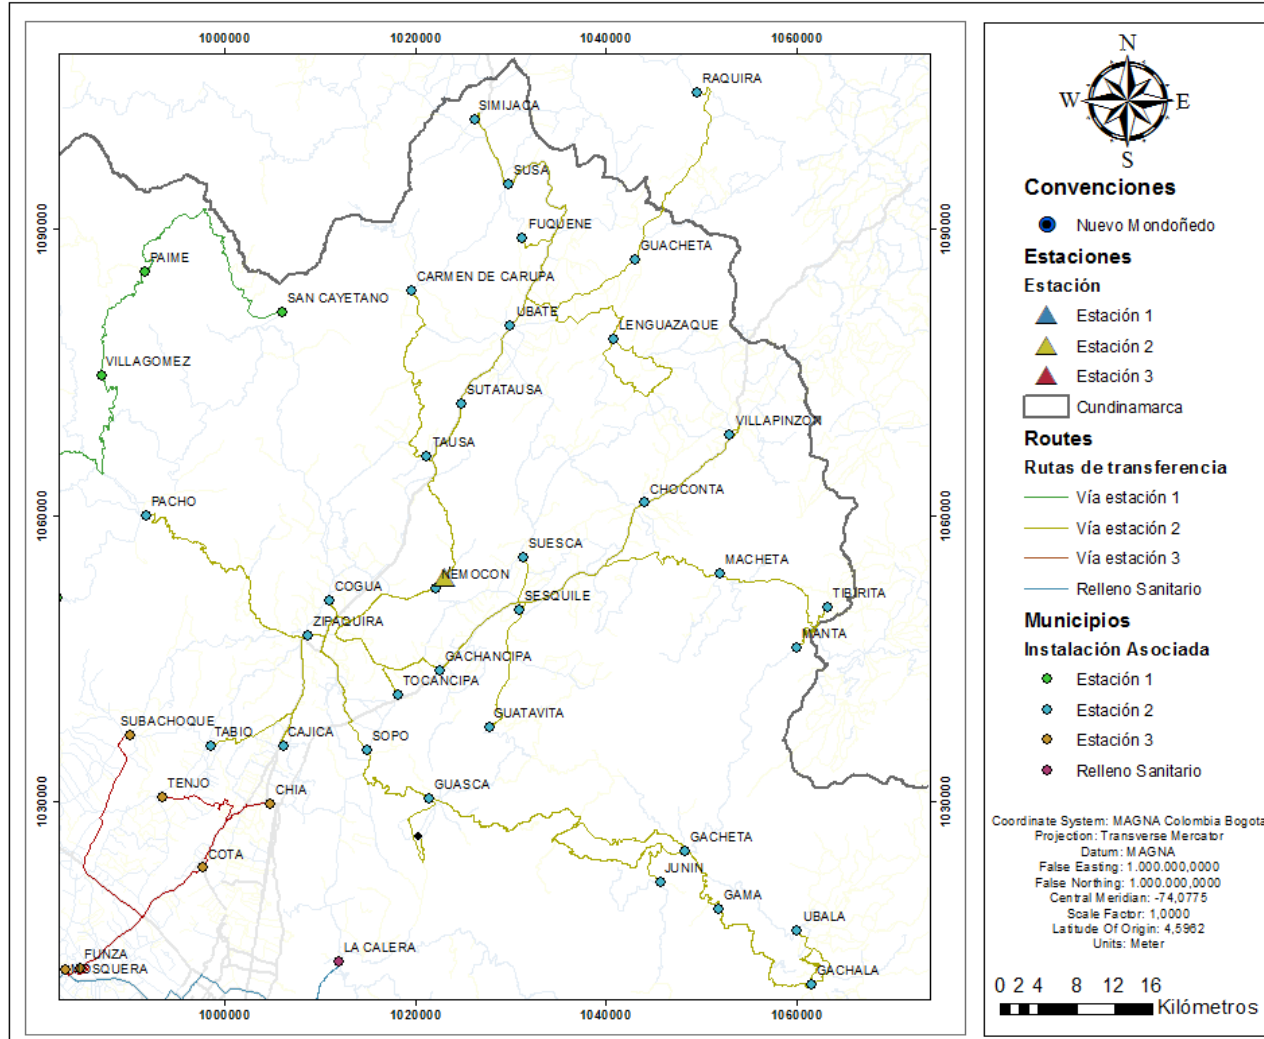 1000000 1020000 1040000 1060000
RAQUIRA
SIMIJACA
SUSA
FUQUENE
1090000
1090000
GUACHETA
PAIME
CARMEN DE CARUPA
SAN CAYETANO
UBATE
LENGUAZAQUE
VILLAGOMEZ
SUTATAUSA
VILLAPINZON
TAUSA
CHOCONTA
PACHO
1060000
1060000
SUESCA
MACHETA
NEMOCON
COGUA
SESQUILE
TIBIRITA
ZIPAQUIRA
MANTA
GACHANCIPA
TOCANCIPA
GUATAVITA
SUBACHOQUE
TABIO
CAJICA
SOPO
TENJO
CHIA
GUASCA
1030000
1030000
GACHETA
COTA
JUNIN
GAMA
UBALA
LA CALERA
FUNZA
MOSQUERA
GACHALA
1000000 1020000 1040000 1060000
N
W E
S
Convenciones
Nuevo Mondoñedo
Estaciones
Estación
Estación 1
Estación 2
Estación 3
Cundinamarca
Routes
Rutas de transferencia
Vía estación 1
Vía estación 2
Vía estación 3
Relleno Sanitario
Municipios
Instalación Asociada
Estación 1
Estación 2
Estación 3
Relleno Sanitario
Coordinate System: MAGNA Colombia Bogota
Projection: Transverse Mercator
Datum: MAGNA
False Easting: 1.000.000,0000
False Northing: 1.000.000,0000
Central Meridian: -74,0775
Scale Factor: 1,0000
Latitude Of Origin: 4,5962
Units: Meter
0 2 4 8 12 16
Kilómetros